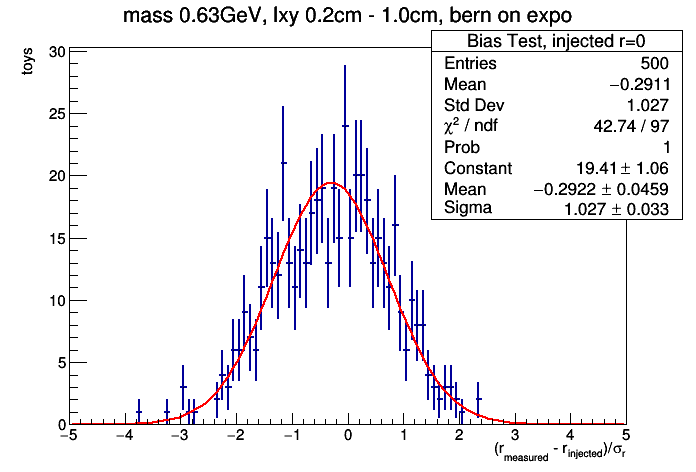 mass 0.63GeV, lxy 0.2cm - 1.0cm, bern on expo
Bias Test, injected r=0
Entries 500
Mean −0.2911
Std Dev 1.027
χ² / ndf 42.74 / 97
Prob 1
Constant 19.41 ± 1.06
Mean −0.2922 ± 0.0459
Sigma 1.027 ± 0.033
toys
30
25
20
15
10
5
0
−5 −4 −3 −2 −1 0 1 2 3 4 5
(r_measured - r_injected)/σ_r